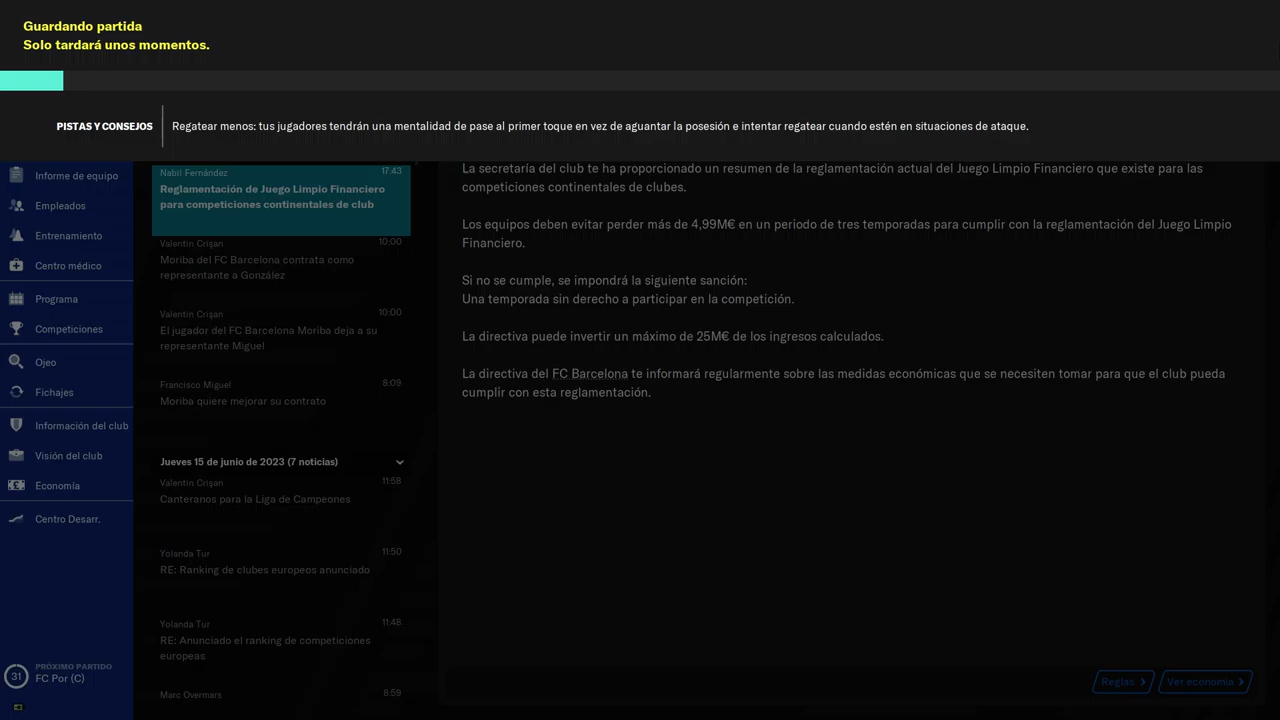 Guardando partida
Solo tardará unos momentos.
PISTAS Y CONSEJOS
Regatear menos: tus jugadores tendrán una mentalidad de pase al primer toque en vez de aguantar la posesión e intentar regatear cuando estén en situaciones de ataque.
Informe de equipo
Empleados
Entrenamiento
Centro médico
Programa
Competiciones
Ojeo
Fichajes
Información del club
Visión del club
Economía
Centro Desarr.
31
PRÓXIMO PARTIDO
FC Por (C)
Nabil Fernández 17:43
Reglamentación de Juego Limpio Financiero
para competiciones continentales de club
Valentin Crişan 10:00
Moriba del FC Barcelona contrata como
representante a González
Valentin Crişan 10:00
El jugador del FC Barcelona Moriba deja a su
representante Miguel
Francisco Miguel 8:09
Moriba quiere mejorar su contrato
Jueves 15 de junio de 2023 (7 noticias)
Valentin Crişan 11:58
Canteranos para la Liga de Campeones
Yolanda Tur 11:50
RE: Ranking de clubes europeos anunciado
Yolanda Tur 11:48
RE: Anunciado el ranking de competiciones
europeas
Marc Overmars 8:59
La secretaría del club te ha proporcionado un resumen de la reglamentación actual del Juego Limpio Financiero que existe para las
competiciones continentales de clubes.
Los equipos deben evitar perder más de 4,99M€ en un periodo de tres temporadas para cumplir con la reglamentación del Juego Limpio
Financiero.
Si no se cumple, se impondrá la siguiente sanción:
Una temporada sin derecho a participar en la competición.
La directiva puede invertir un máximo de 25M€ de los ingresos calculados.
La directiva del FC Barcelona te informará regularmente sobre las medidas económicas que se necesiten tomar para que el club pueda
cumplir con esta reglamentación.
Reglas
Ver economía